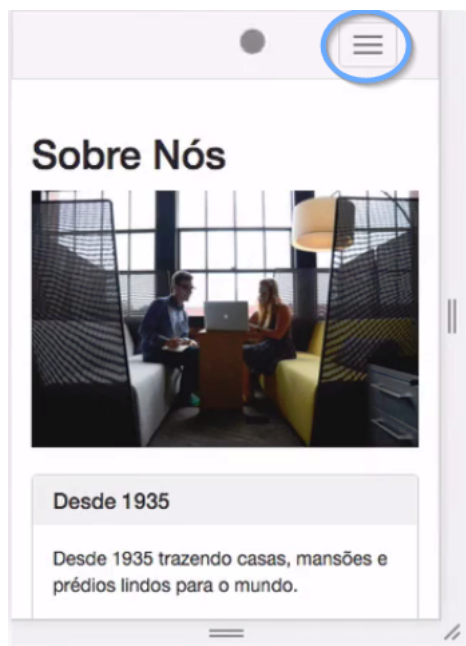 Sobre Nós
Desde 1935
Desde 1935 trazendo casas, mansões e
prédios lindos para o mundo.